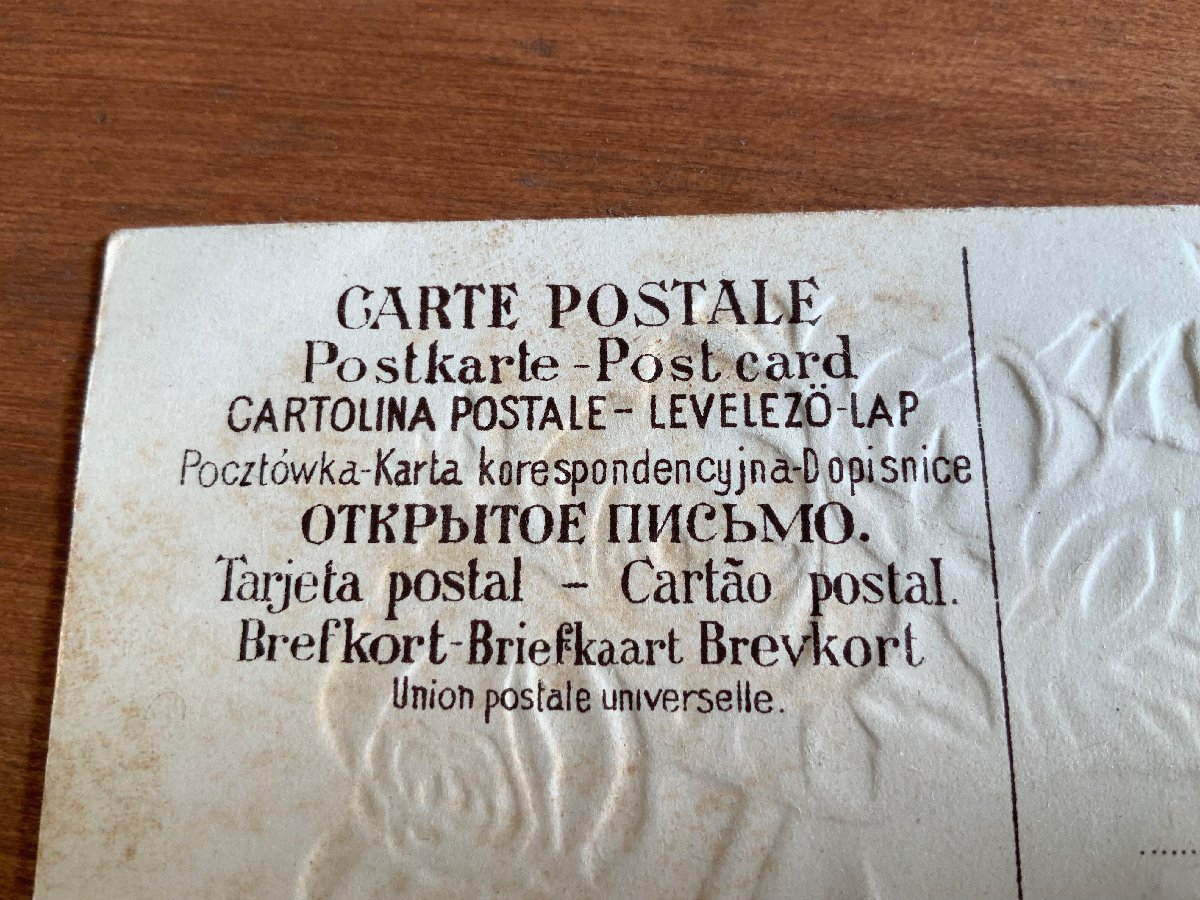 CARTE POSTALE
Postkarte - Post card
CARTOLINA POSTALE - LEVELEZÖ-LAP
Pocztówka-Karta korespondencyjna-Dopisnice
ОТКРЫТОЕ ПИСЬМО.
Tarjeta postal - Cartão postal.
Brefkort-Briefkaart Brevkort
Union postale universelle.